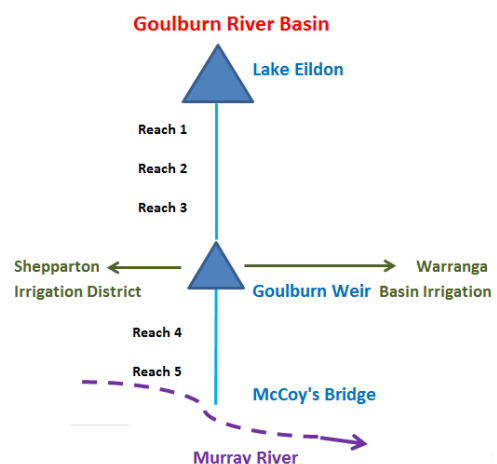 Goulburn River Basin
Lake Eildon
Reach 1
Reach 2
Reach 3
Shepparton
Irrigation District
Warranga
Basin Irrigation
Goulburn Weir
Reach 4
Reach 5
McCoy's Bridge
Murray River